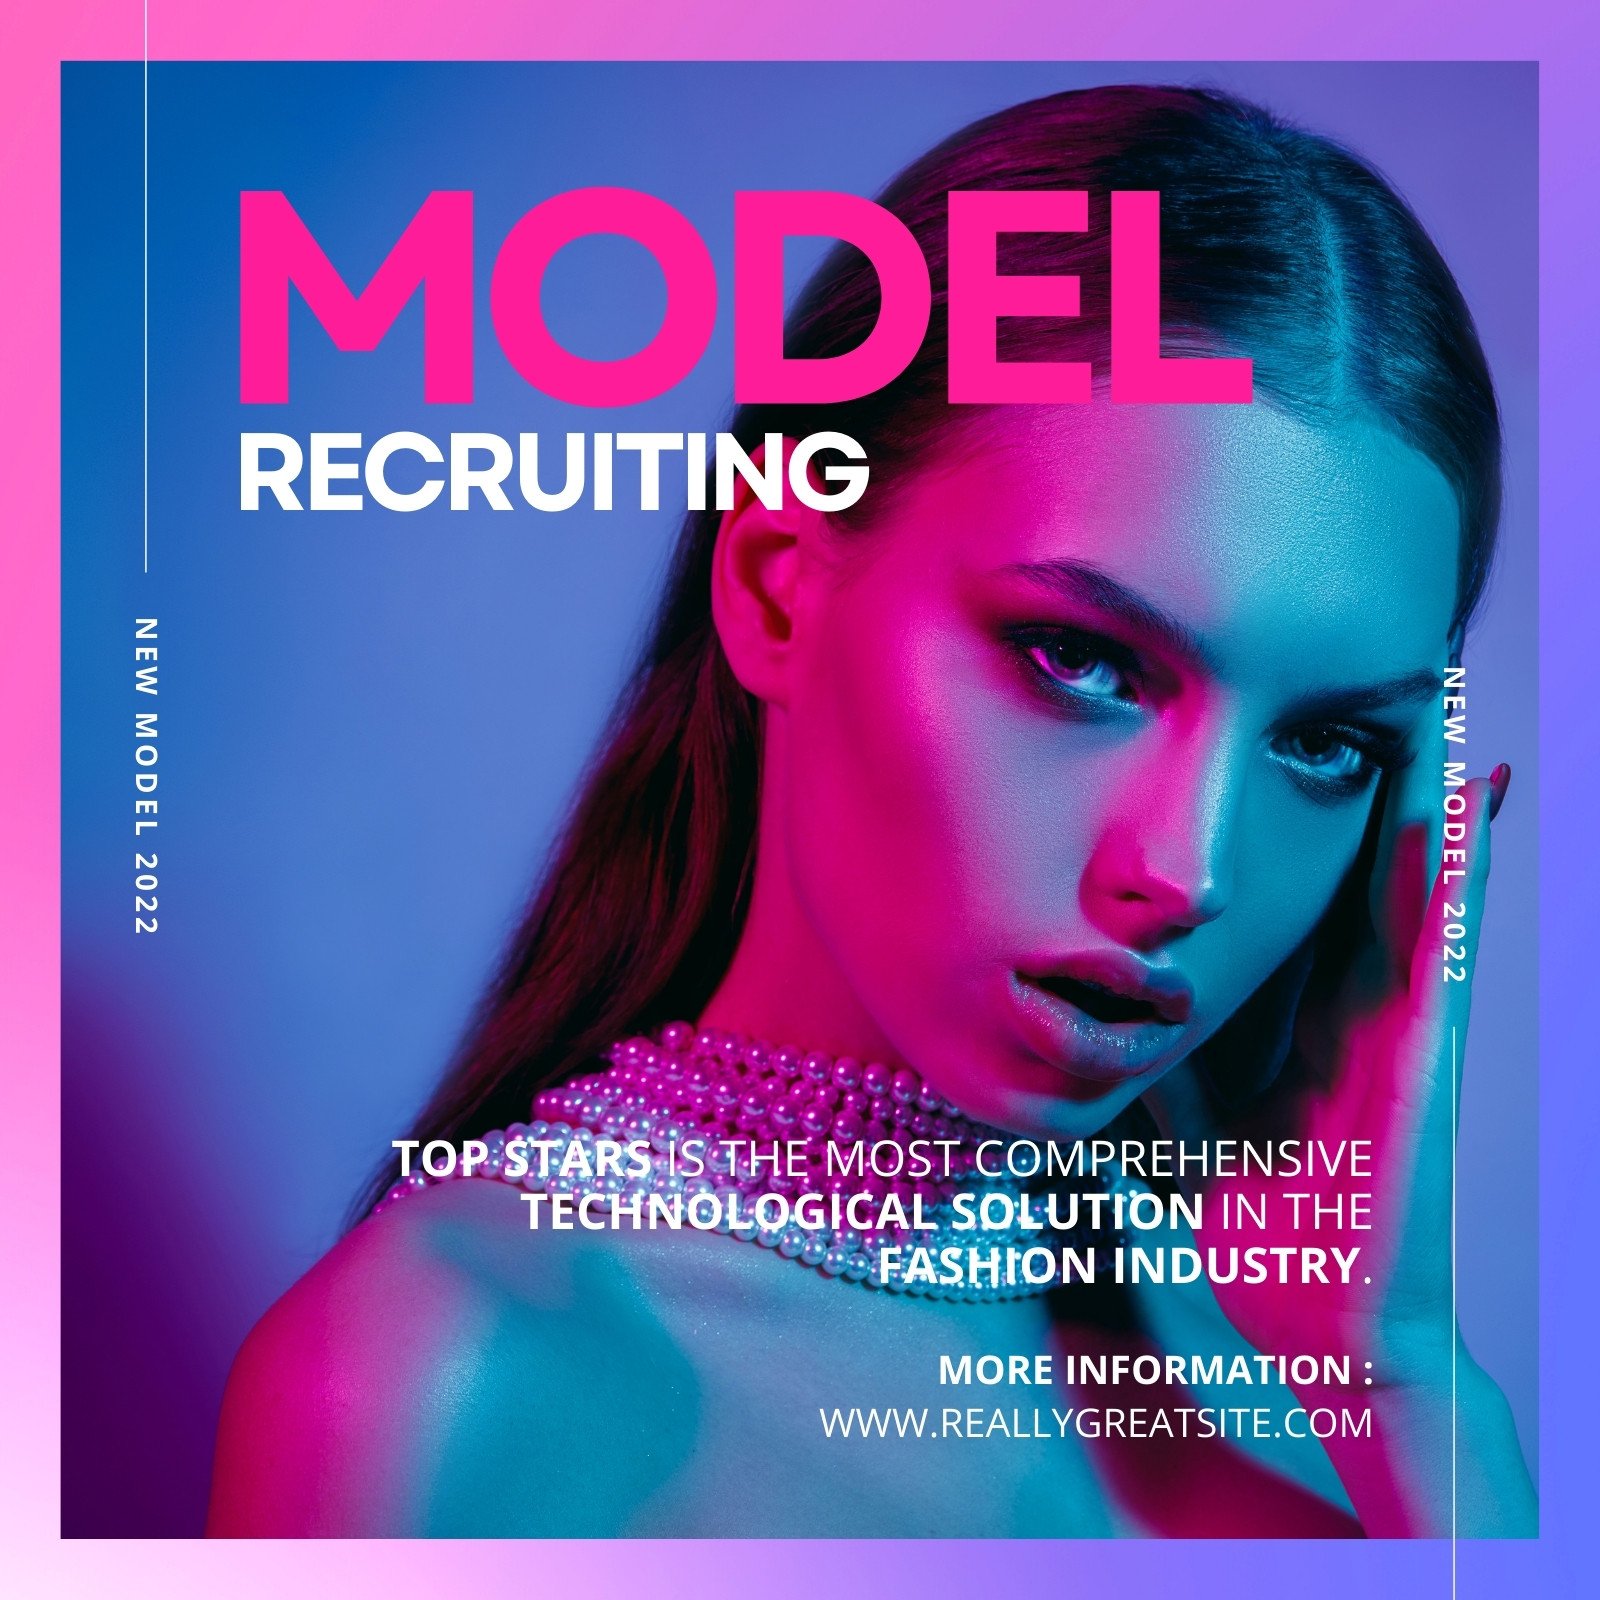 MODEL
RECRUITING
NEW MODEL 2022
NEW MODEL 2022
TOP STARS IS THE MOST COMPREHENSIVE
TECHNOLOGICAL SOLUTION IN THE
FASHION INDUSTRY.
MORE INFORMATION :
WWW.REALLYGREATSITE.COM